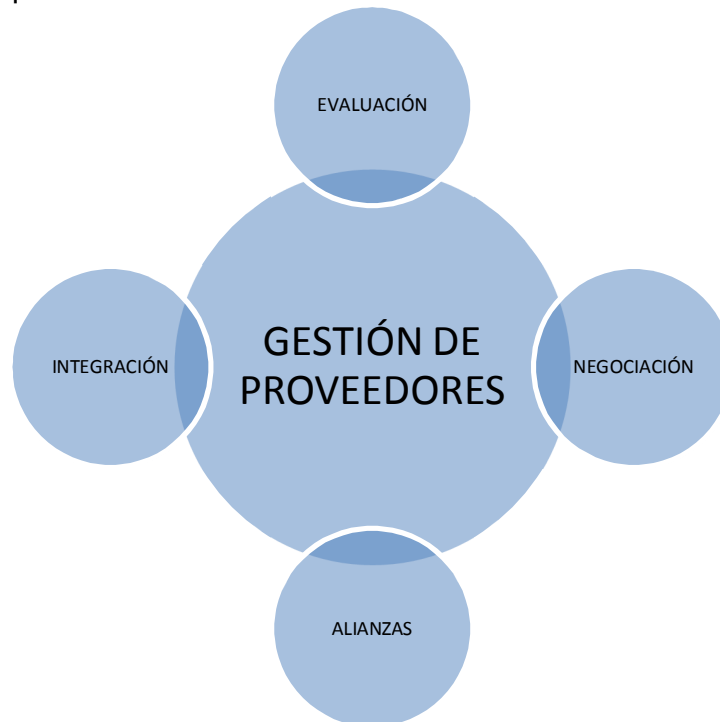 EVALUACIÓN
INTEGRACIÓN
GESTIÓN DE
PROVEEDORES
NEGOCIACIÓN
ALIANZAS